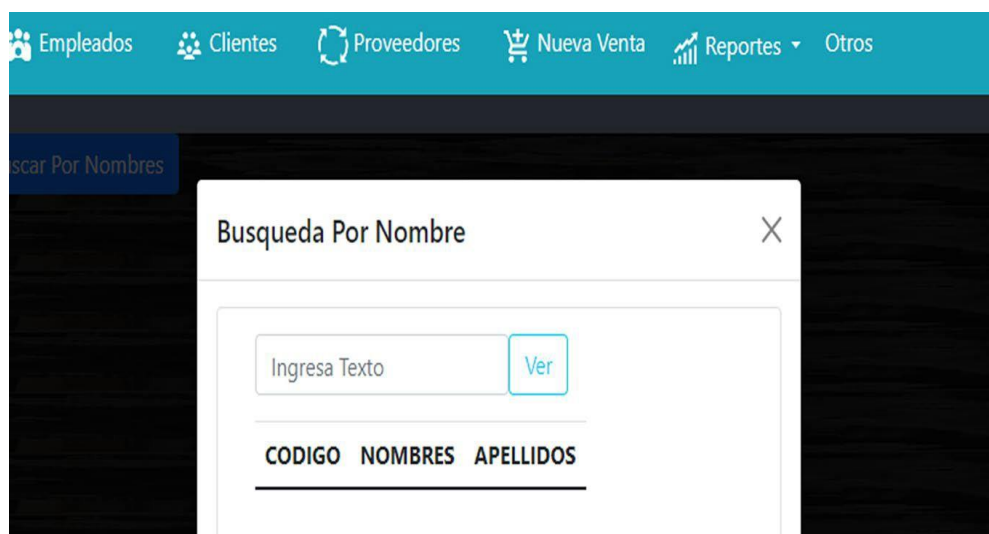 Empleados Clientes Proveedores Nueva Venta Reportes Otros
scar Por Nombres
Busqueda Por Nombre X
Ingresa Texto Ver
CODIGO NOMBRES APELLIDOS